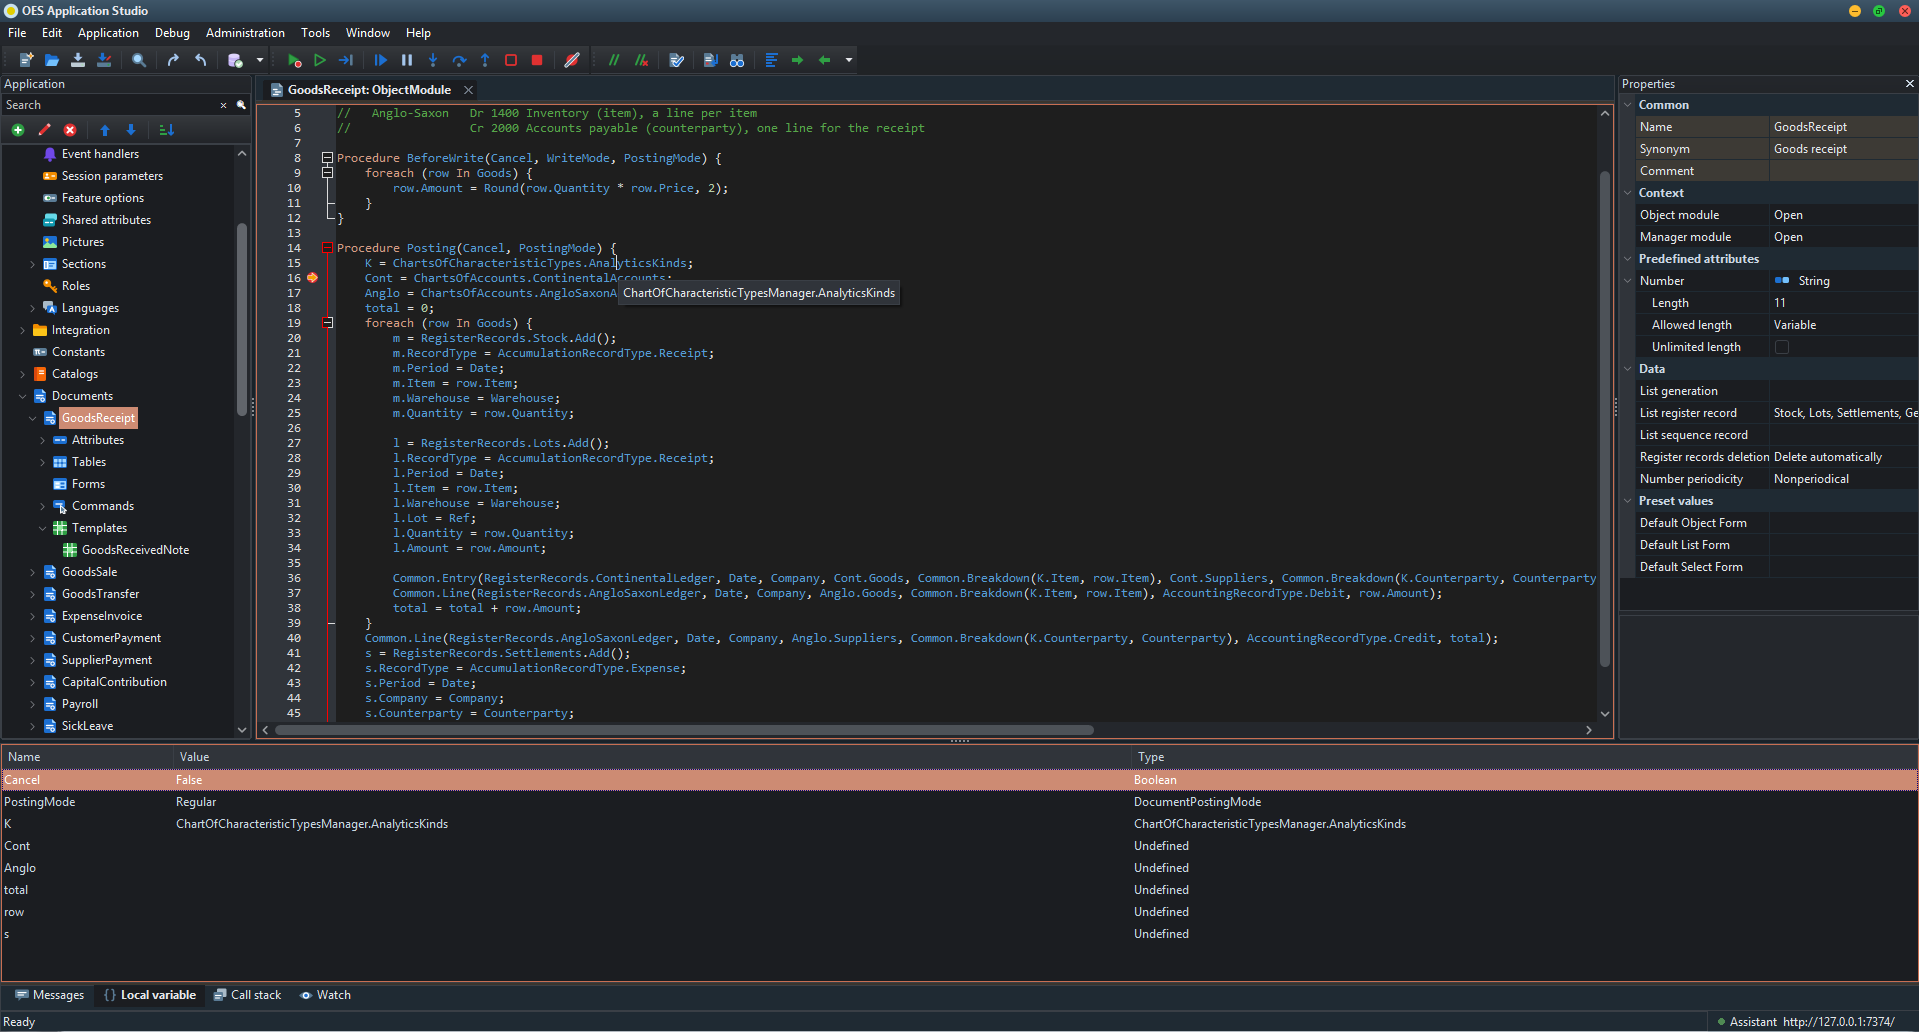 OES Application Studio
File Edit Application Debug Administration Tools Window Help
Application
Search
Event handlers
Session parameters
Feature options
Shared attributes
Pictures
Sections
Roles
Languages
Integration
Constants
Catalogs
Documents
GoodsReceipt
Attributes
Tables
Forms
Commands
Templates
GoodsReceivedNote
GoodsSale
GoodsTransfer
ExpenseInvoice
CustomerPayment
SupplierPayment
CapitalContribution
Payroll
SickLeave
GoodsReceipt: ObjectModule
5 // Anglo-Saxon Dr 1400 Inventory (item), a line per item
6 // Cr 2000 Accounts payable (counterparty), one line for the receipt
7
8 Procedure BeforeWrite(Cancel, WriteMode, PostingMode) {
9 foreach (row In Goods) {
10 row.Amount = Round(row.Quantity * row.Price, 2);
11 }
12 }
13
14 Procedure Posting(Cancel, PostingMode) {
15 K = ChartsOfCharacteristicTypes.AnalyticsKinds;
16 Cont = ChartsOfAccounts.ContinentalAccounts;
17 Anglo = ChartsOfAccounts.AngloSaxonA
ChartOfCharacteristicTypesManager.AnalyticsKinds
18 total = 0;
19 foreach (row In Goods) {
20 m = RegisterRecords.Stock.Add();
21 m.RecordType = AccumulationRecordType.Receipt;
22 m.Period = Date;
23 m.Item = row.Item;
24 m.Warehouse = Warehouse;
25 m.Quantity = row.Quantity;
26
27 l = RegisterRecords.Lots.Add();
28 l.RecordType = AccumulationRecordType.Receipt;
29 l.Period = Date;
30 l.Item = row.Item;
31 l.Warehouse = Warehouse;
32 l.Lot = Ref;
33 l.Quantity = row.Quantity;
34 l.Amount = row.Amount;
35
36 Common.Entry(RegisterRecords.ContinentalLedger, Date, Company, Cont.Goods, Common.Breakdown(K.Item, row.Item), Cont.Suppliers, Common.Breakdown(K.Counterparty, Counterparty
37 Common.Line(RegisterRecords.AngloSaxonLedger, Date, Company, Anglo.Goods, Common.Breakdown(K.Item, row.Item), AccountingRecordType.Debit, row.Amount);
38 total = total + row.Amount;
39 }
40 Common.Line(RegisterRecords.AngloSaxonLedger, Date, Company, Anglo.Suppliers, Common.Breakdown(K.Counterparty, Counterparty), AccountingRecordType.Credit, total);
41 s = RegisterRecords.Settlements.Add();
42 s.RecordType = AccumulationRecordType.Expense;
43 s.Period = Date;
44 s.Company = Company;
45 s.Counterparty = Counterparty;
Properties
Common
Name GoodsReceipt
Synonym Goods receipt
Comment
Context
Object module Open
Manager module Open
Predefined attributes
Number String
Length 11
Allowed length Variable
Unlimited length
Data
List generation
List register record Stock, Lots, Settlements, Ge
List sequence record
Register records deletion Delete automatically
Number periodicity Nonperiodical
Preset values
Default Object Form
Default List Form
Default Select Form
Name Value Type
Cancel False Boolean
PostingMode Regular DocumentPostingMode
K ChartOfCharacteristicTypesManager.AnalyticsKinds ChartOfCharacteristicTypesManager.AnalyticsKinds
Cont Undefined
Anglo Undefined
total Undefined
row Undefined
s Undefined
Messages Local variable Call stack Watch
Ready
Assistant http://127.0.0.1:7374/